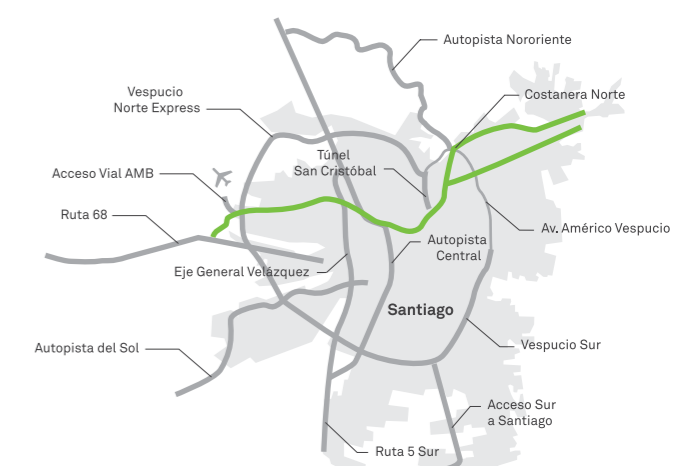 Autopista Nororiente
Vespucio
Norte Express
Costanera Norte
Túnel
San Cristóbal
Acceso Vial AMB
Ruta 68
Av. Américo Vespucio
Autopista
Central
Eje General Velázquez
Santiago
Autopista del Sol
Vespucio Sur
Acceso Sur
a Santiago
Ruta 5 Sur